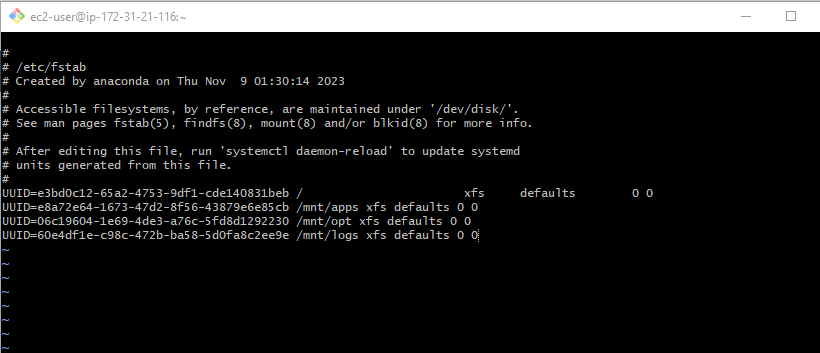 ec2-user@ip-172-31-21-116:~
#
# /etc/fstab
# Created by anaconda on Thu Nov  9 01:30:14 2023
#
# Accessible filesystems, by reference, are maintained under '/dev/disk/'.
# See man pages fstab(5), findfs(8), mount(8) and/or blkid(8) for more info.
#
# After editing this file, run 'systemctl daemon-reload' to update systemd
# units generated from this file.
#
UUID=e3bd0c12-65a2-4753-9df1-cde140831beb /                       xfs     defaults        0 0
UUID=e8a72e64-1673-47d2-8f56-43879e6e85cb /mnt/apps xfs defaults 0 0
UUID=06c19604-1e69-4de3-a76c-5fd8d1292230 /mnt/opt xfs defaults 0 0
UUID=60e4df1e-c98c-472b-ba58-5d0fa8c2ee9e /mnt/logs xfs defaults 0 0
~
~
~
~
~
~
~
~